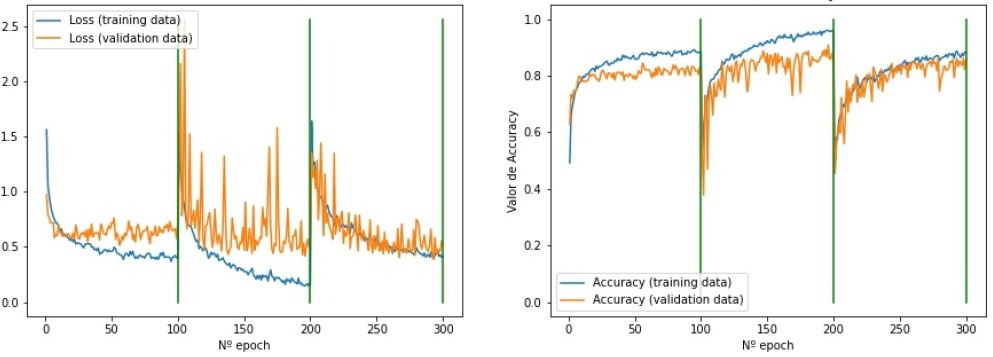 Loss (training data)
Loss (validation data)
2.5
2.0
1.5
1.0
0.5
0.0
0 50 100 150 200 250 300
Nº epoch
1.0
0.8
0.6
0.4
0.2
0.0
Valor de Accuracy
Accuracy (training data)
Accuracy (validation data)
0 50 100 150 200 250 300
Nº epoch